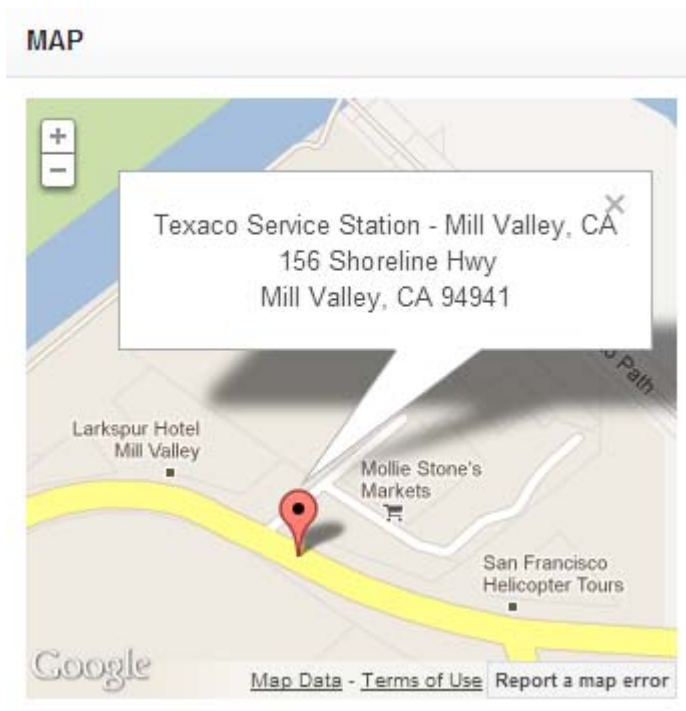 MAP
+
Texaco Service Station - Mill Valley, CA
156 Shoreline Hwy
Mill Valley, CA 94941
×
−
Path
Larkspur Hotel
Mill Valley
Mollie Stone's
Markets
San Francisco
Helicopter Tours
Google
Map Data - Terms of Use
Report a map error